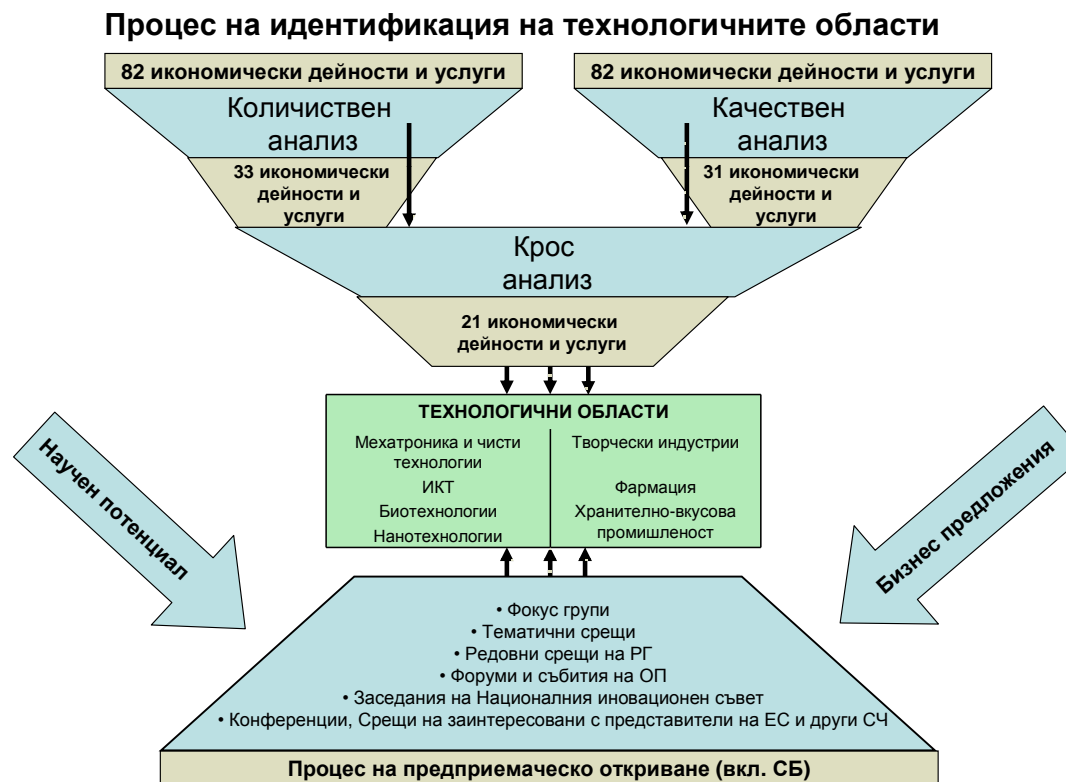 Процес на идентификация на технологичните области
82 икономически дейности и услуги
82 икономически дейности и услуги
Количиствен
анализ
Качествен
анализ
33 икономически
дейности и
услуги
31 икономически
дейности и
услуги
Крос
анализ
21 икономически
дейности и услуги
ТЕХНОЛОГИЧНИ ОБЛАСТИ
Мехатроника и чисти
технологии
ИКТ
Биотехнологии
Нанотехнологии
Творчески индустрии
Фармация
Хранително-вкусова
промишленост
Научен потенциал
Бизнес предложения
• Фокус групи
• Тематични срещи
• Редовни срещи на РГ
• Форуми и събития на ОП
• Заседания на Националния иновационен съвет
• Конференции, Срещи на заинтересовани с представители на ЕС и други СЧ
Процес на предприемаческо откриване (вкл. СБ)